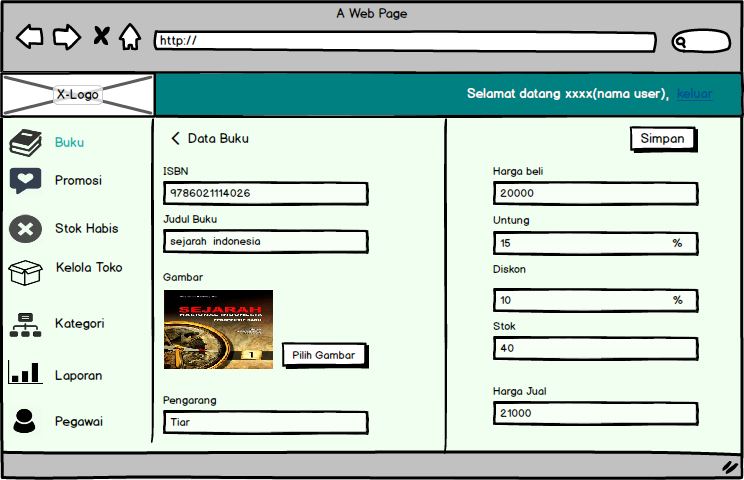 A Web Page
http://
X-Logo
Selamat datang xxxx(nama user), keluar
Buku
Promosi
Stok Habis
Kelola Toko
Kategori
Laporan
Pegawai
Data Buku
ISBN
9786021114026
Judul Buku
sejarah indonesia
Gambar
SEJARAH
NASIONAL INDONESIA
1
Pilih Gambar
Pengarang
Tiar
Simpan
Harga beli
20000
Untung
15 %
Diskon
10 %
Stok
40
Harga Jual
21000